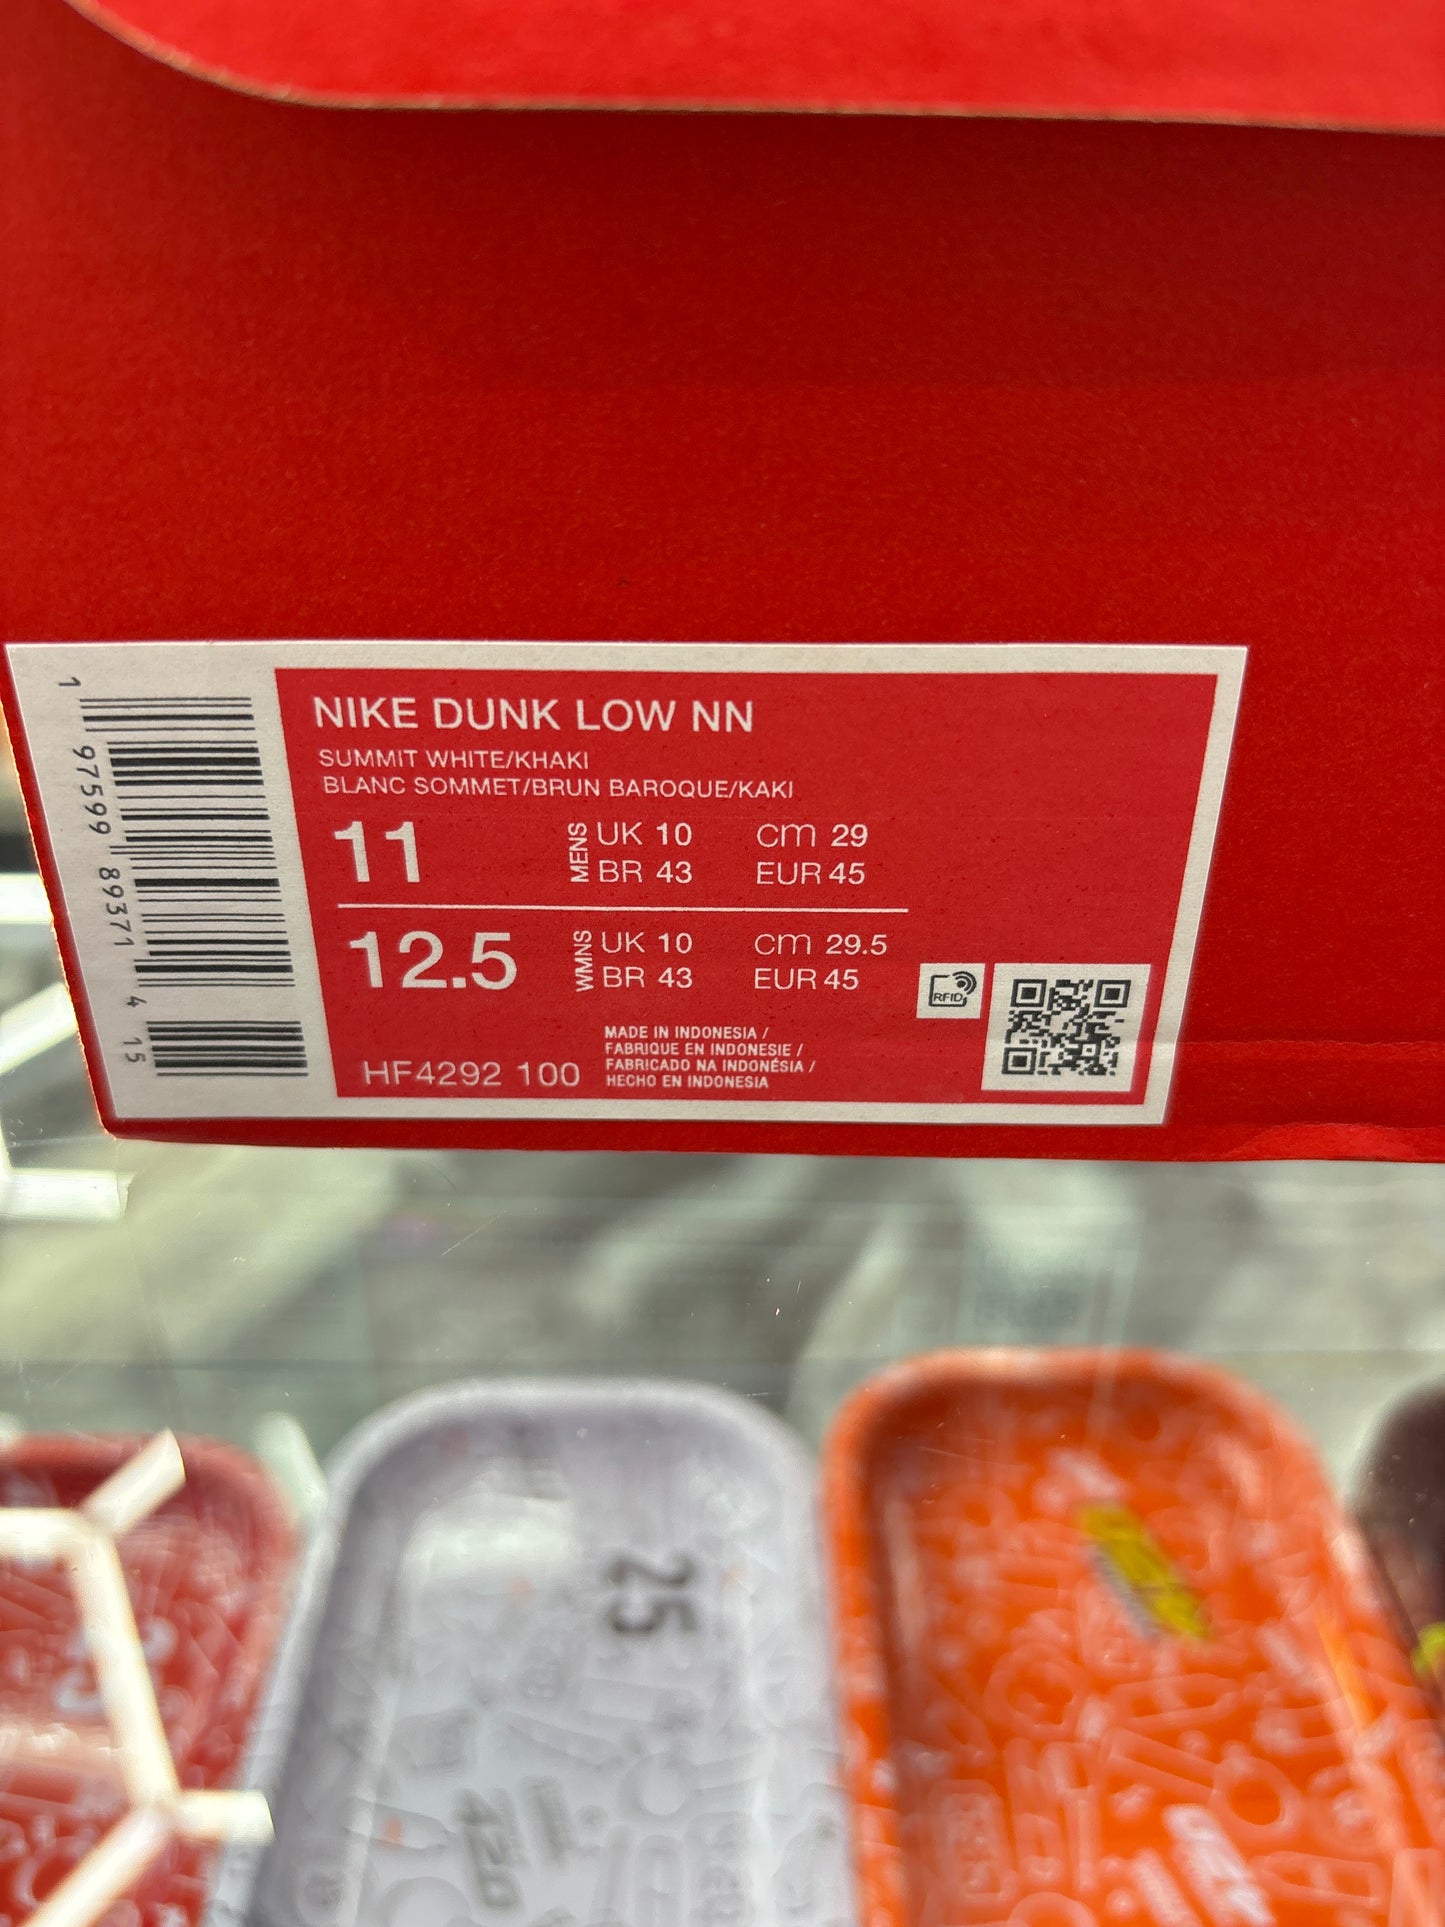 NIKE DUNK LOW NN
SUMMIT WHITE/KHAKI
BLANC SOMMET/BRUN BAROQUE/KAKI
11 MENS UK 10 cm 29
BR 43 EUR 45
12.5 WMNS UK 10 cm 29.5
BR 43 EUR 45
HF4292 100
MADE IN INDONESIA /
FABRIQUE EN INDONESIE /
FABRICADO NA INDONÉSIA /
HECHO EN INDONESIA
RFID
1 97599 89371 4 15
25
420